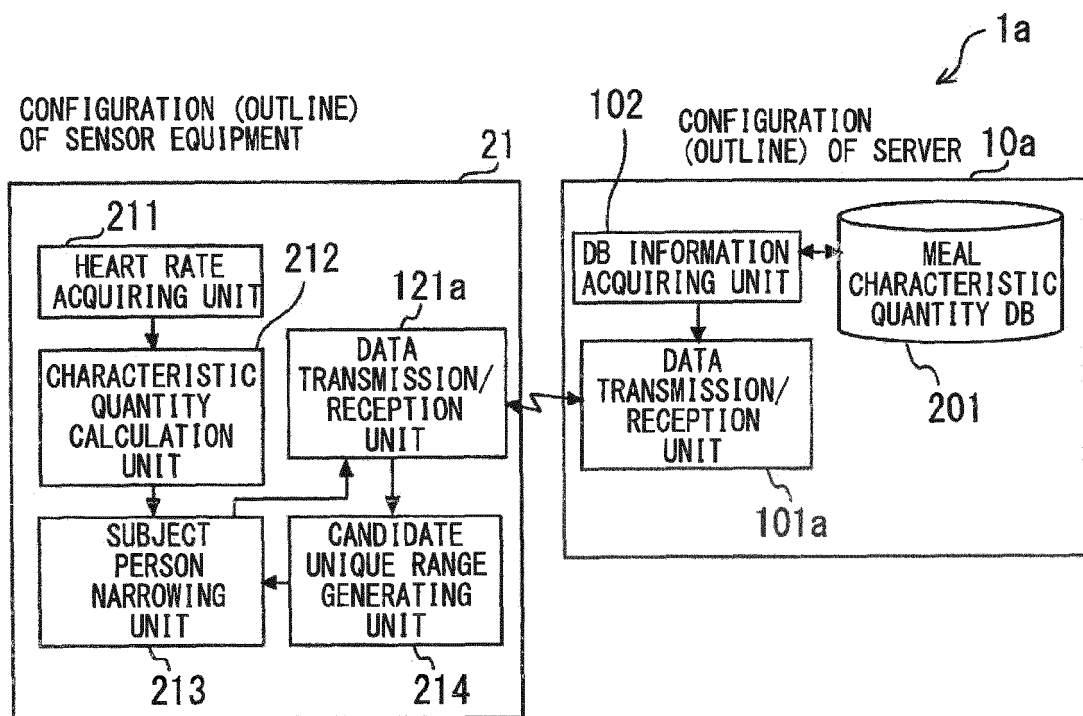 1a
CONFIGURATION (OUTLINE)
OF SENSOR EQUIPMENT
21
211
HEART RATE
ACQUIRING UNIT
212
CHARACTERISTIC
QUANTITY
CALCULATION
UNIT
121a
DATA
TRANSMISSION/
RECEPTION
UNIT
SUBJECT
PERSON
NARROWING
UNIT
213
CANDIDATE
UNIQUE RANGE
GENERATING
UNIT
214
102
CONFIGURATION
(OUTLINE) OF SERVER
10a
DB INFORMATION
ACQUIRING UNIT
MEAL
CHARACTERISTIC
QUANTITY DB
201
DATA
TRANSMISSION/
RECEPTION
UNIT
101a